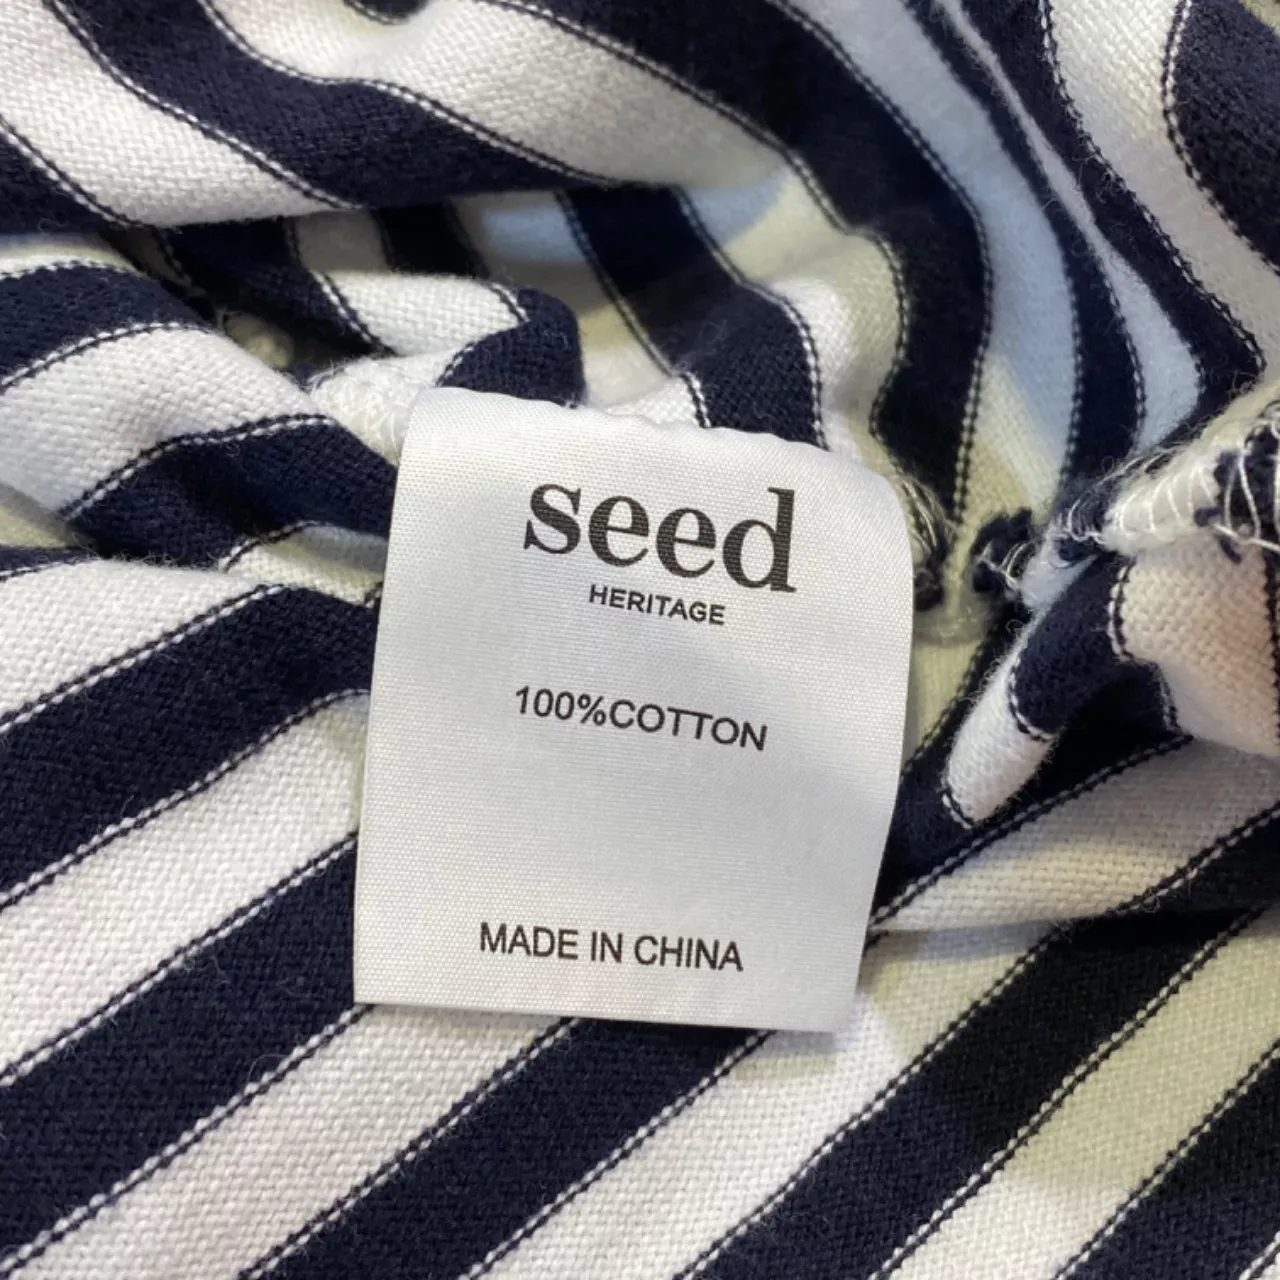 seed
HERITAGE
100%COTTON
MADE IN CHINA